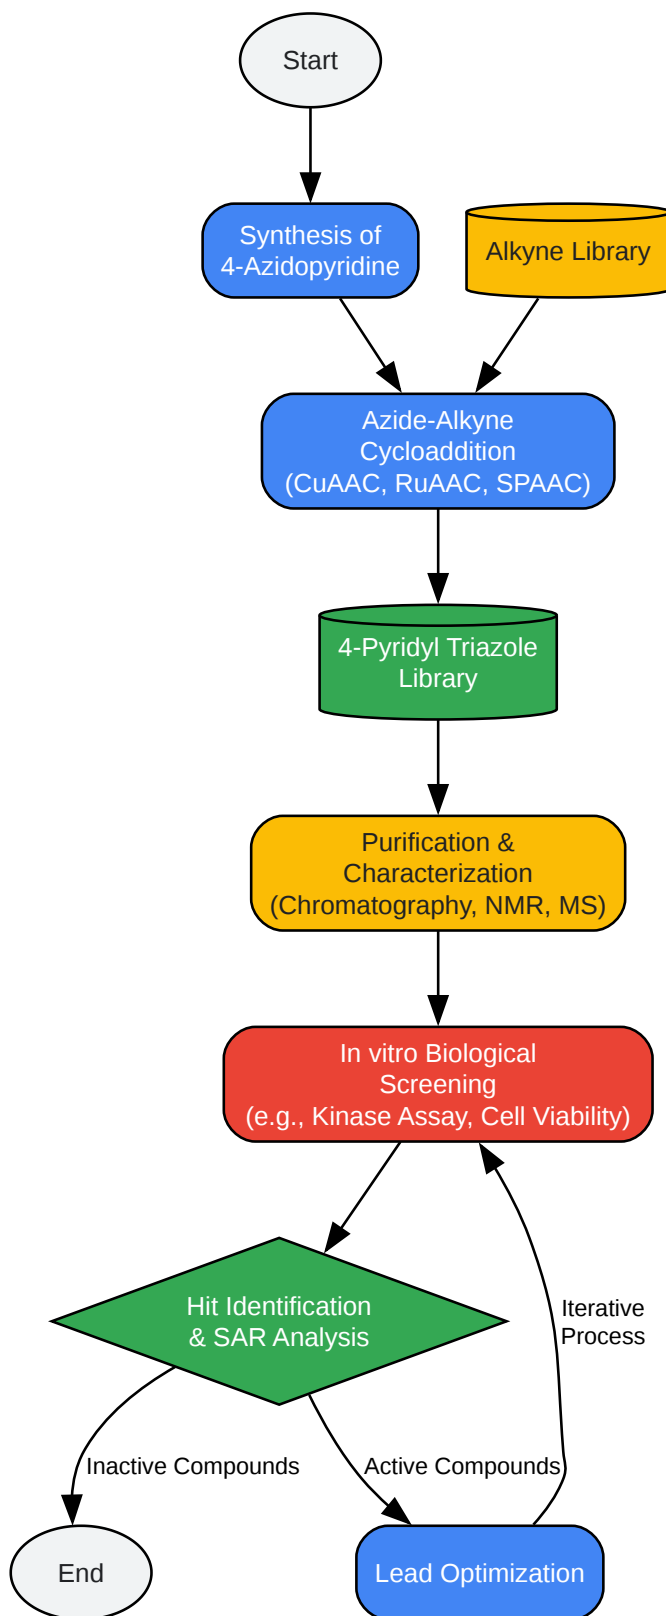 Start
Synthesis of
4-Azidopyridine
Alkyne Library
Azide-Alkyne
Cycloaddition
(CuAAC, RuAAC, SPAAC)
4-Pyridyl Triazole
Library
Purification &
Characterization
(Chromatography, NMR, MS)
In vitro Biological
Screening
(e.g., Kinase Assay, Cell Viability)
Hit Identification
& SAR Analysis
Iterative
Process
Inactive Compounds
Active Compounds
End
Lead Optimization